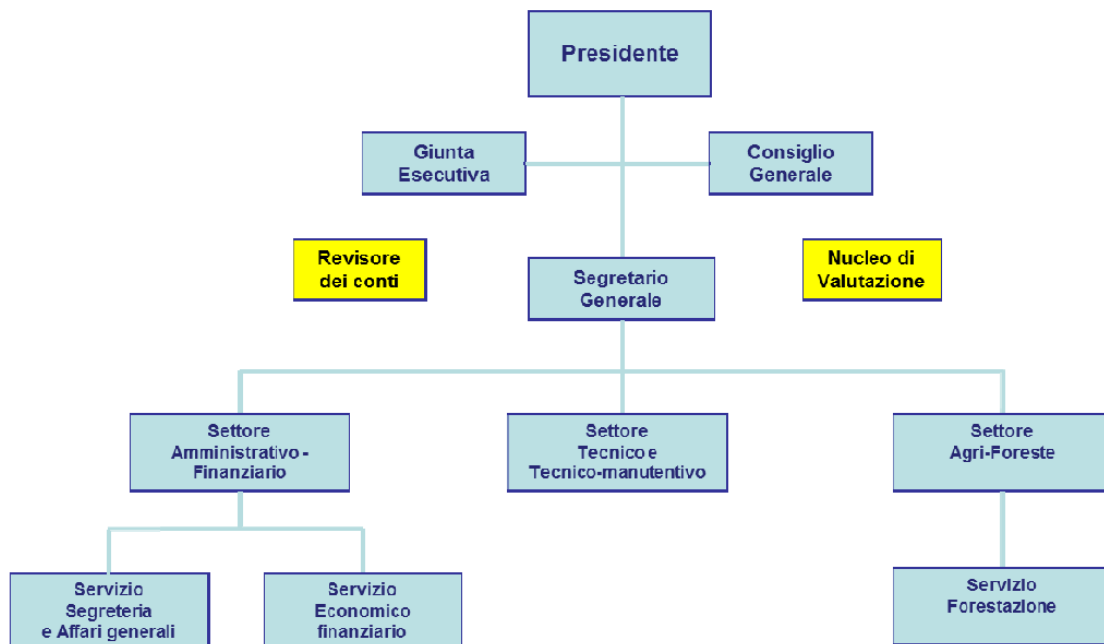 Presidente
Giunta
Esecutiva
Consiglio
Generale
Revisore
dei conti
Nucleo di
Valutazione
Segretario
Generale
Settore
Amministrativo -
Finanziario
Settore
Tecnico e
Tecnico-manutentivo
Settore
Agri-Foreste
Servizio
Segreteria
e Affari generali
Servizio
Economico
finanziario
Servizio
Forestazione